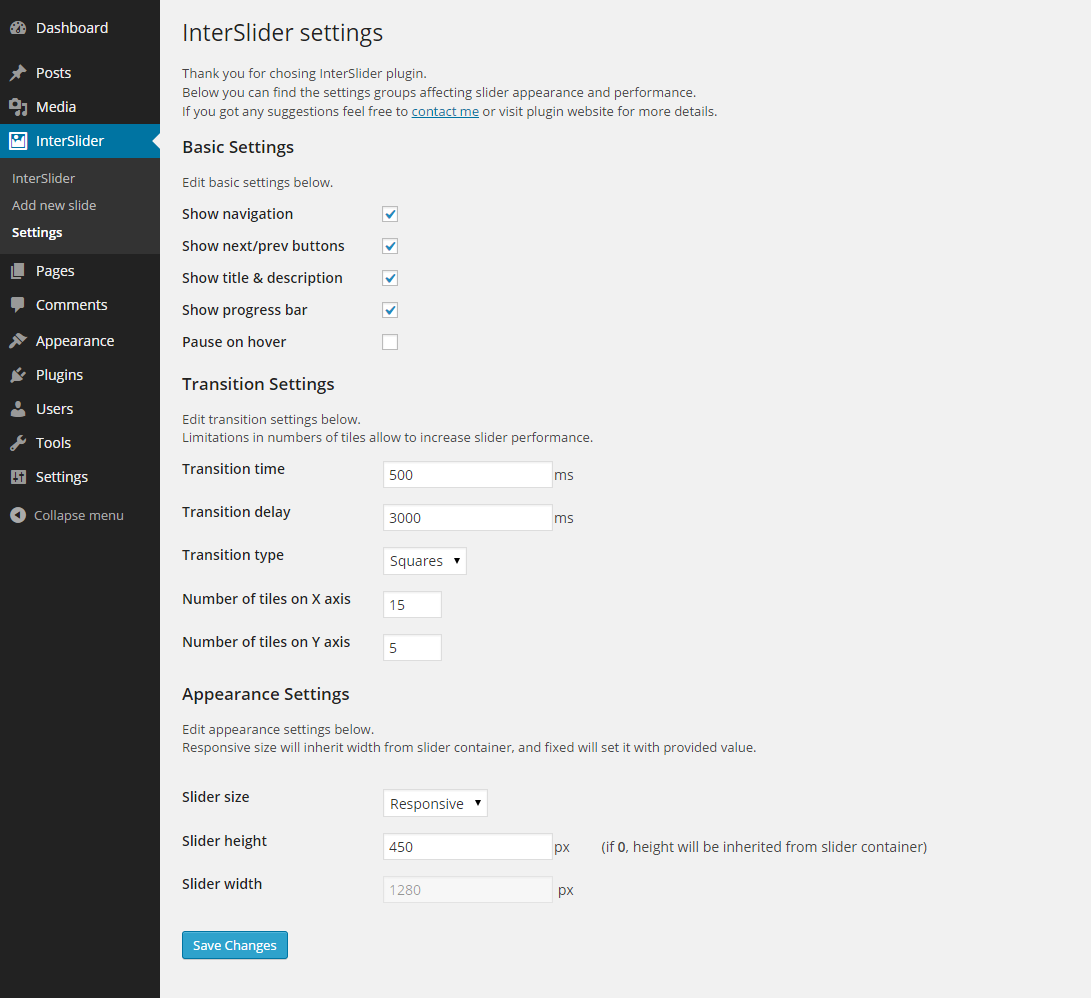 Dashboard
Posts
Media
InterSlider
InterSlider
Add new slide
Settings
Pages
Comments
Appearance
Plugins
Users
Tools
Settings
Collapse menu
InterSlider settings
Thank you for chosing InterSlider plugin.
Below you can find the settings groups affecting slider appearance and performance.
If you got any suggestions feel free to contact me or visit plugin website for more details.
Basic Settings
Edit basic settings below.
Show navigation
Show next/prev buttons
Show title & description
Show progress bar
Pause on hover
Transition Settings
Edit transition settings below.
Limitations in numbers of tiles allow to increase slider performance.
Transition time 500 ms
Transition delay 3000 ms
Transition type Squares
Number of tiles on X axis 15
Number of tiles on Y axis 5
Appearance Settings
Edit appearance settings below.
Responsive size will inherit width from slider container, and fixed will set it with provided value.
Slider size Responsive
Slider height 450 px (if 0, height will be inherited from slider container)
Slider width 1280 px
Save Changes